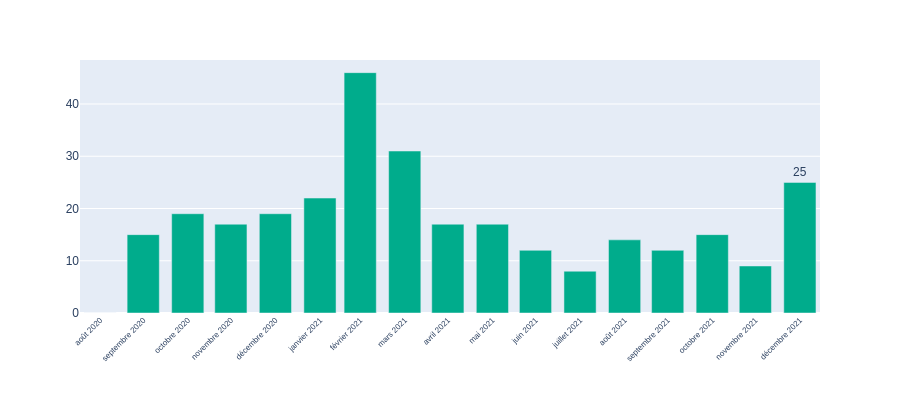 40
30
20
10
0
25
août 2020
septembre 2020
octobre 2020
novembre 2020
décembre 2020
janvier 2021
février 2021
mars 2021
avril 2021
mai 2021
juin 2021
juillet 2021
août 2021
septembre 2021
octobre 2021
novembre 2021
décembre 2021